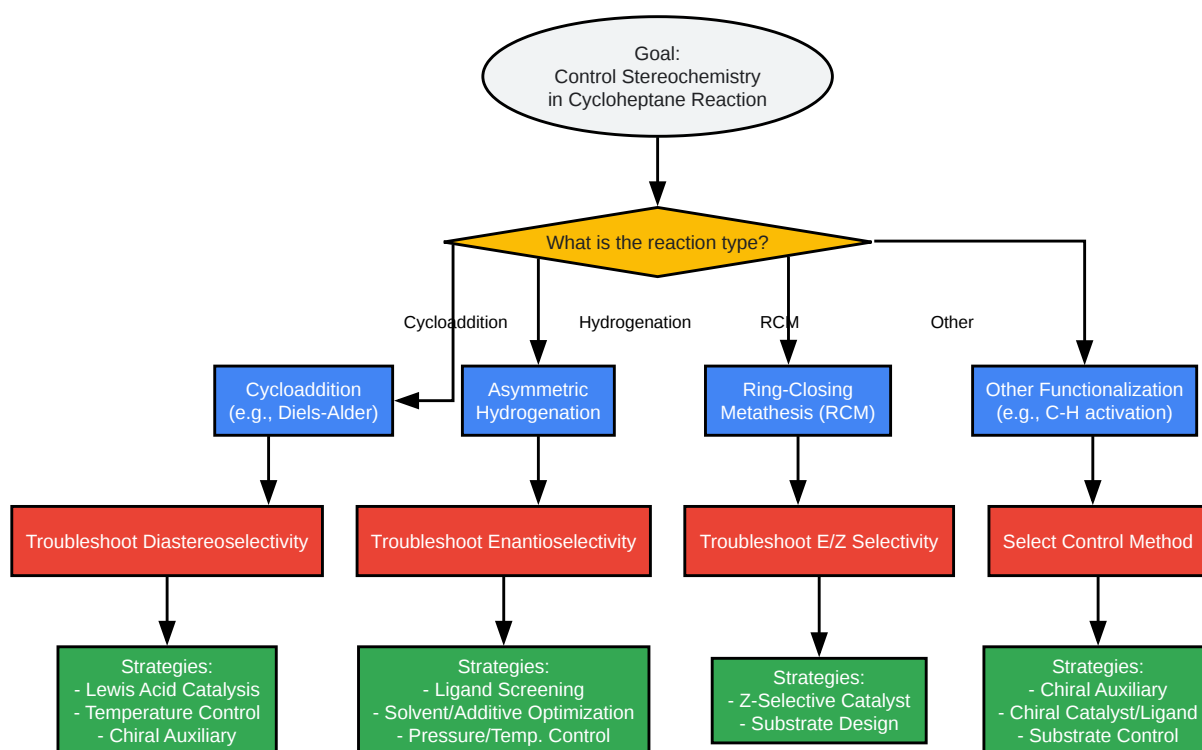 Goal:
Control Stereochemistry
in Cycloheptane Reaction
What is the reaction type?
Cycloaddition
Hydrogenation
RCM
Other
Cycloaddition
(e.g., Diels-Alder)
Asymmetric
Hydrogenation
Ring-Closing
Metathesis (RCM)
Other Functionalization
(e.g., C-H activation)
Troubleshoot Diastereoselectivity
Troubleshoot Enantioselectivity
Troubleshoot E/Z Selectivity
Select Control Method
Strategies:
- Lewis Acid Catalysis
- Temperature Control
- Chiral Auxiliary
Strategies:
- Ligand Screening
- Solvent/Additive Optimization
- Pressure/Temp. Control
Strategies:
- Z-Selective Catalyst
- Substrate Design
Strategies:
- Chiral Auxiliary
- Chiral Catalyst/Ligand
- Substrate Control